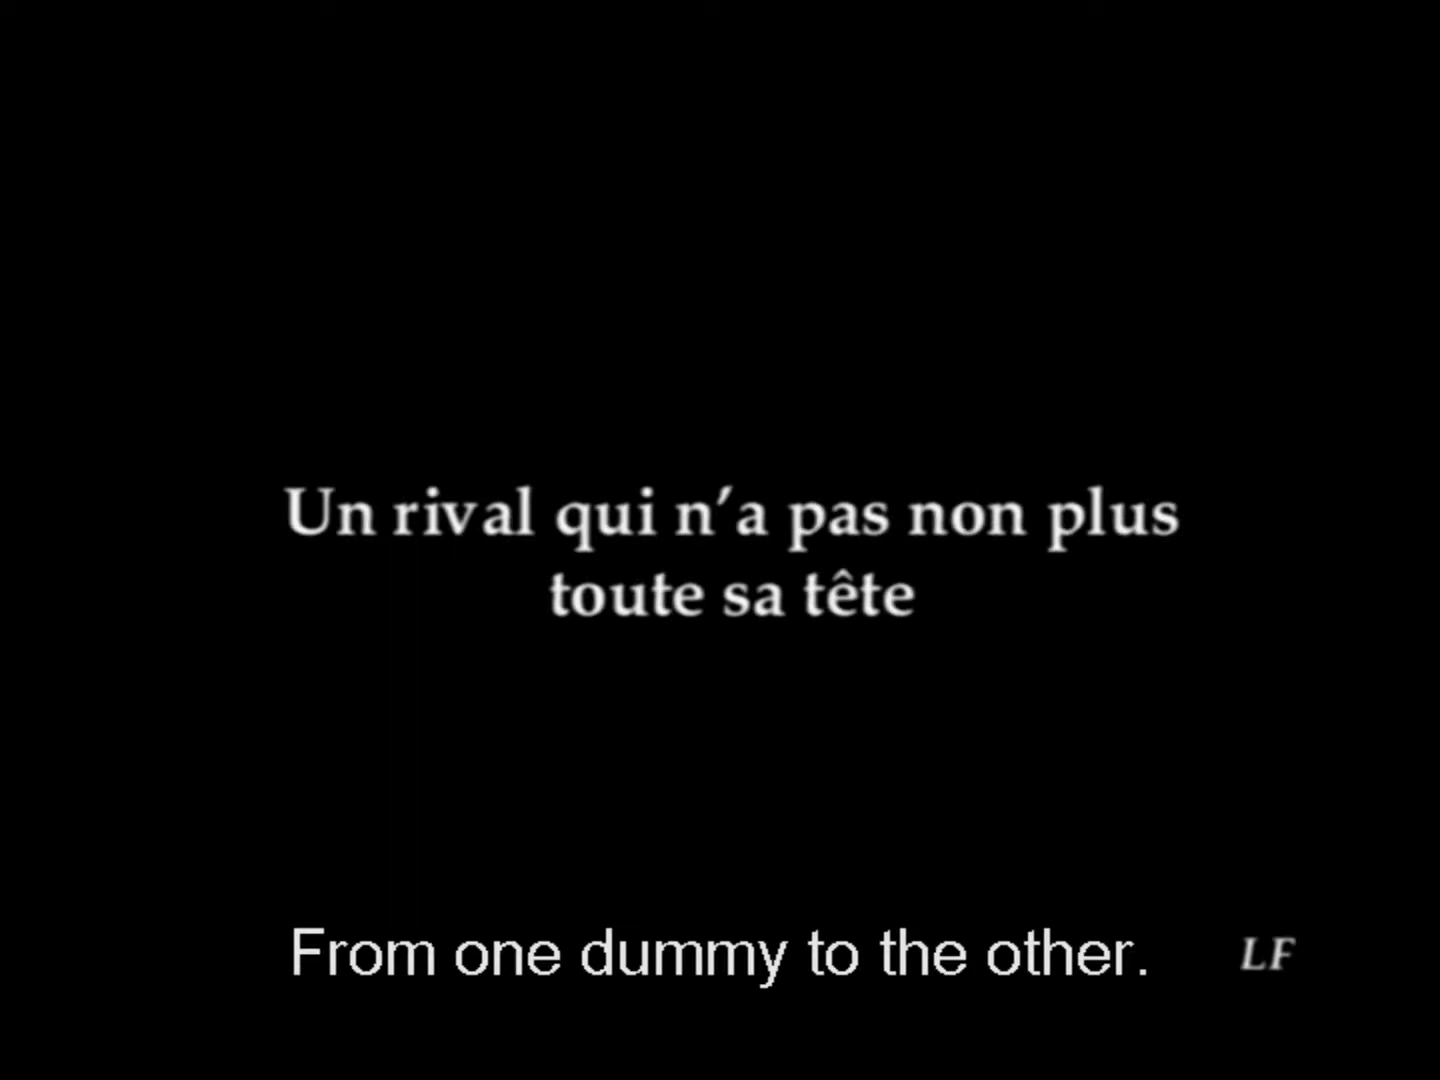 Un rival qui n’a pas non plus
toute sa tête
From one dummy to the other.
LF